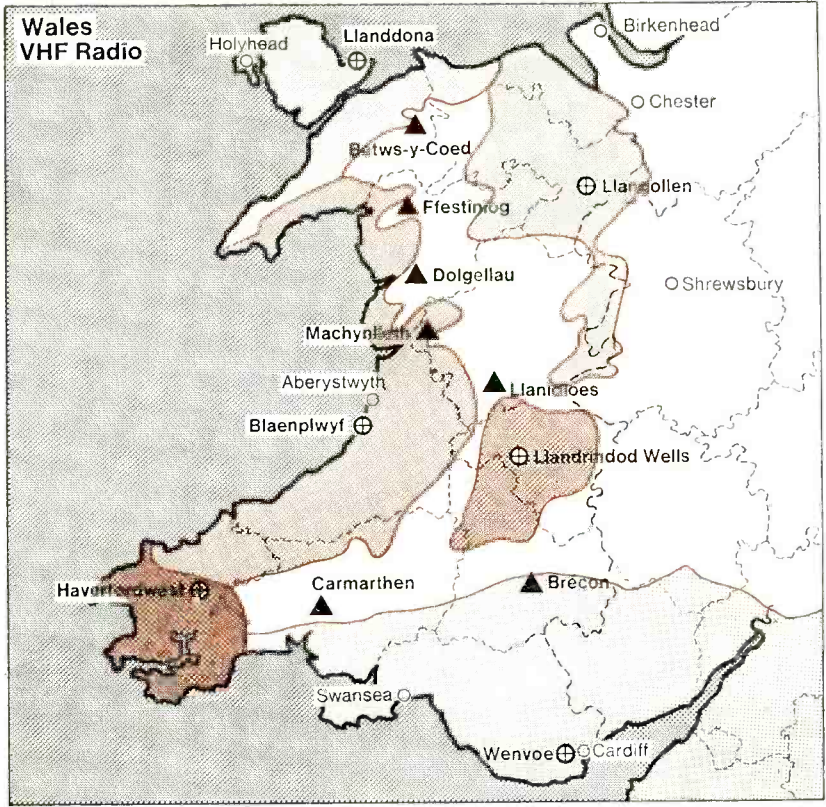 Wales
VHF Radio
Birkenhead
Llanddona
Holyhead
Chester
Betws-y-Coed
Llangollen
Ffestiniog
Dolgellau
Shrewsbury
Machynlleth
Aberystwyth
Llanidloes
Blaenplwyf
Llandrindod Wells
Haverfordwest
Carmarthen
Brecon
Swansea
Wenvoe
Cardiff